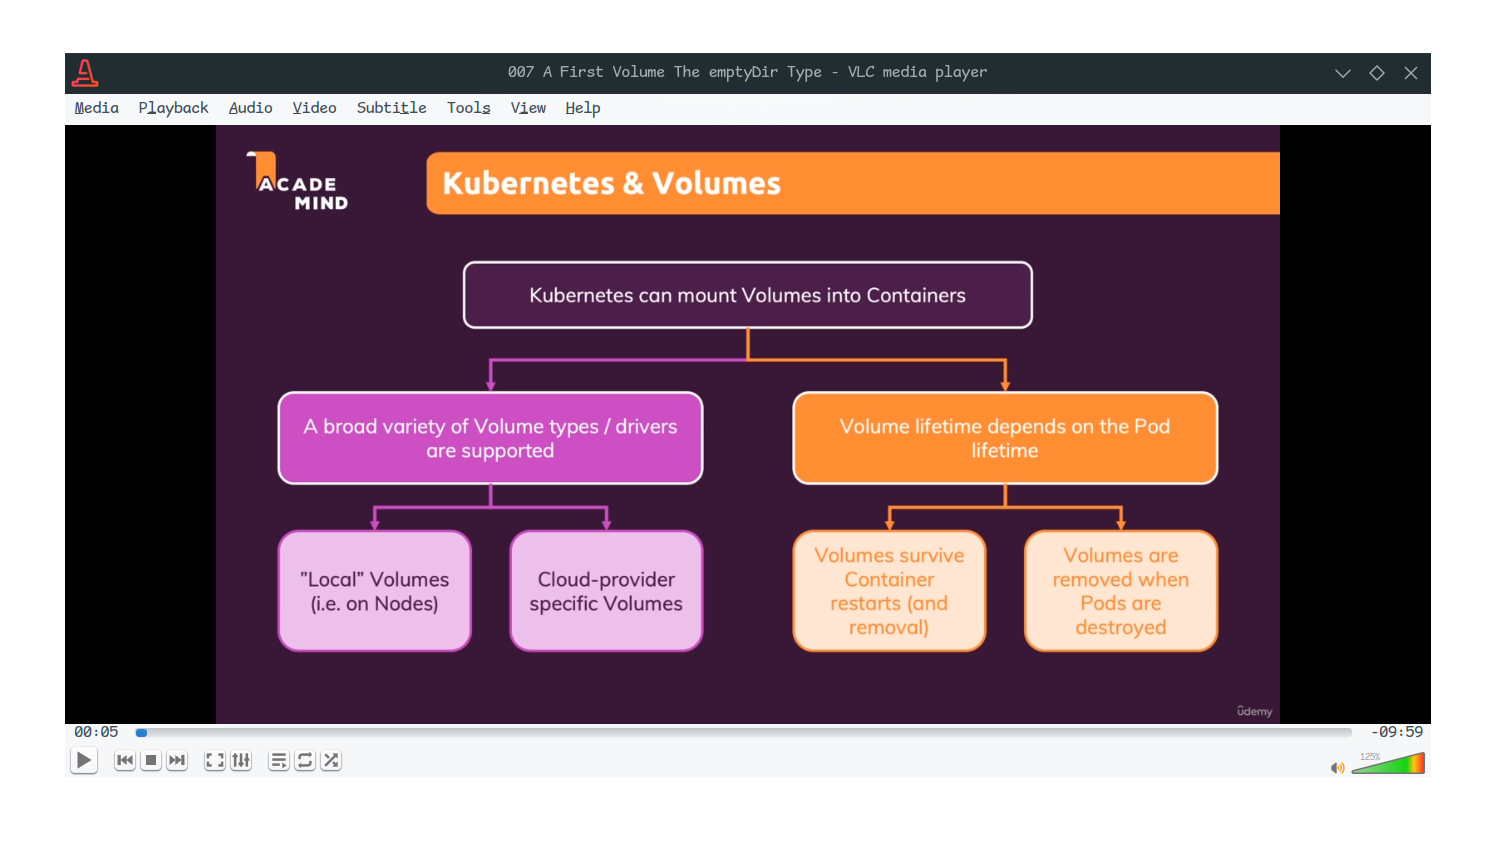 007 A First Volume The emptyDir Type - VLC media player
Media Playback Audio Video Subtitle Tools View Help
ACADE
MIND
Kubernetes & Volumes
Kubernetes can mount Volumes into Containers
A broad variety of Volume types / drivers
are supported
Volume lifetime depends on the Pod
lifetime
"Local" Volumes
(i.e. on Nodes)
Cloud-provider
specific Volumes
Volumes survive
Container
restarts (and
removal)
Volumes are
removed when
Pods are
destroyed
ûdemy
00:05
-09:59
125%